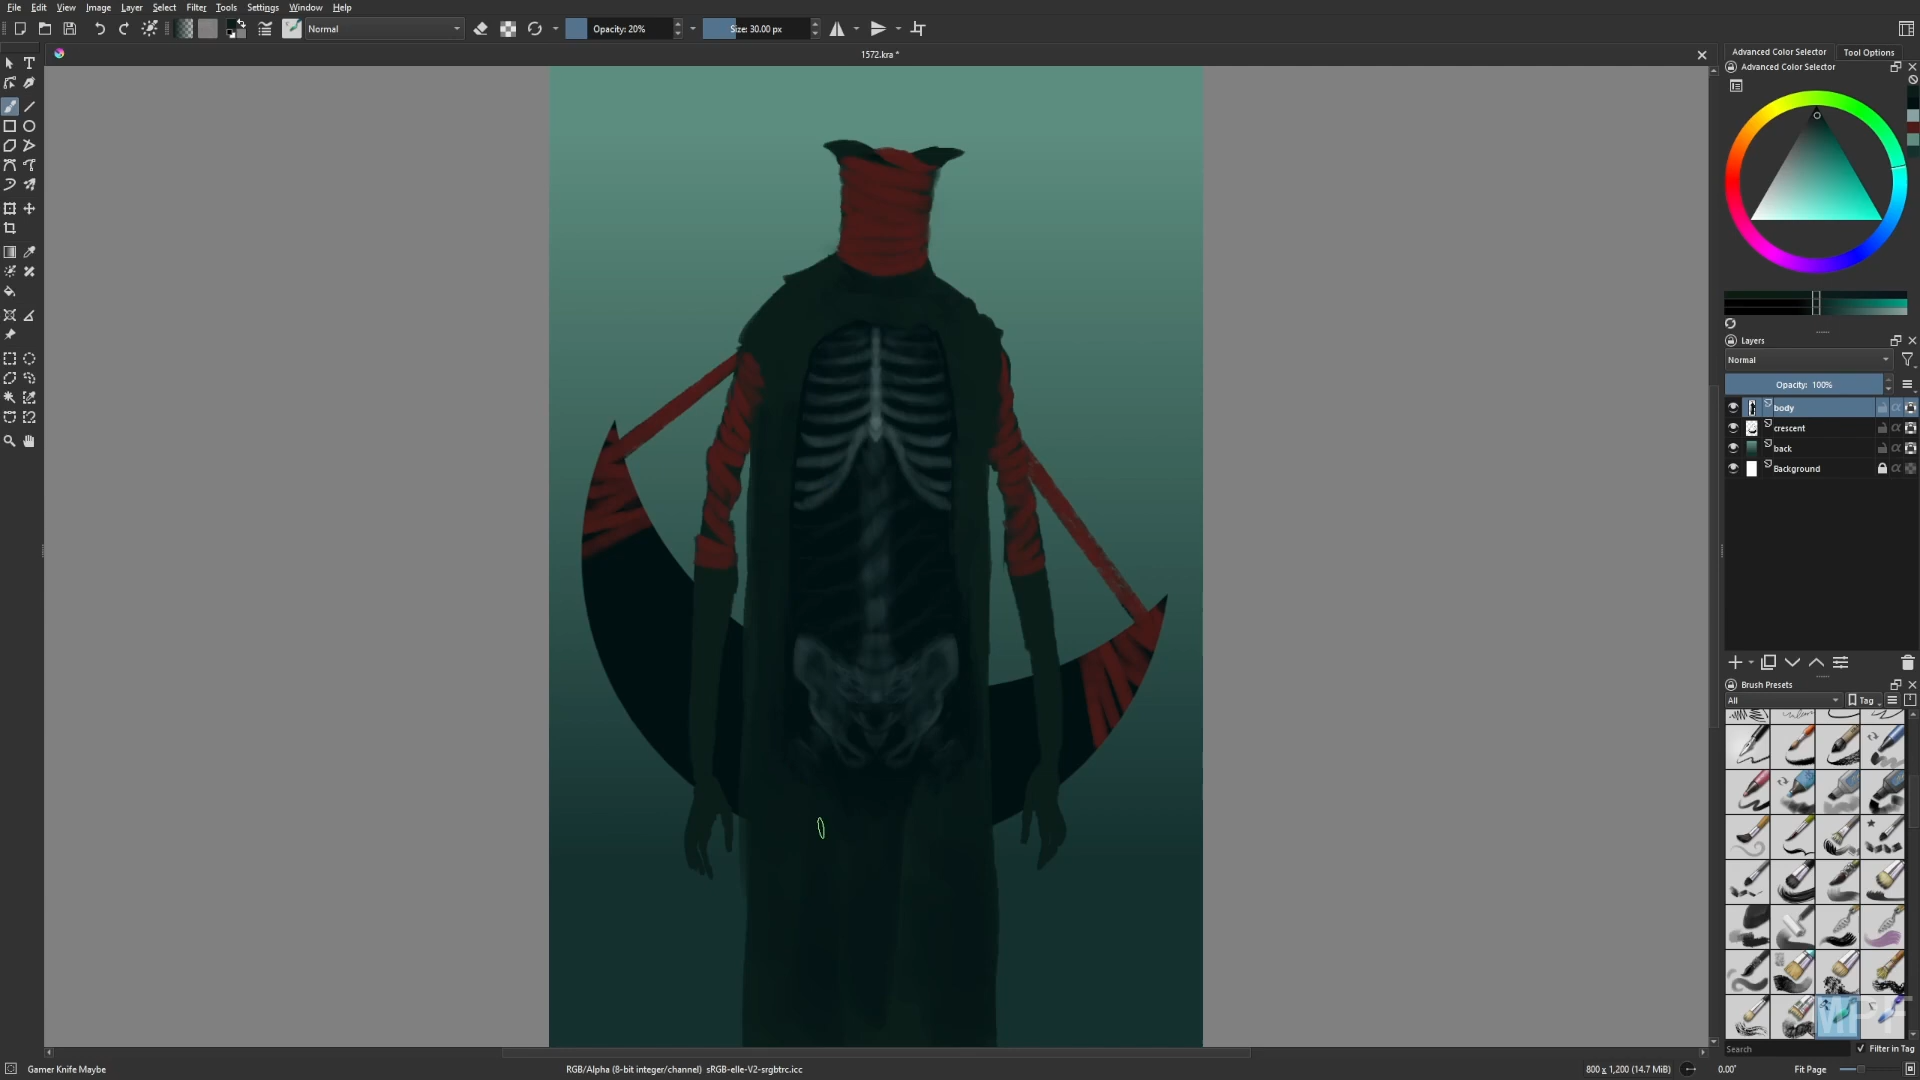 File Edit View Image Layer Select Filter Tools Settings Window Help
Normal
Opacity: 20%
Size: 30.00 px
1572.kra *
Advanced Color Selector
Tool Options
Advanced Color Selector
Layers
Normal
Opacity: 100%
body
crescent
back
Background
Brush Presets
All
Tag
MPF
Search
Filter in Tag
Gamer Knife Maybe
RGB/Alpha (8-bit integer/channel) sRGB-elle-V2-srgbtrc.icc
800 x 1,200 (14.7 MiB)
0.00°
Fit Page